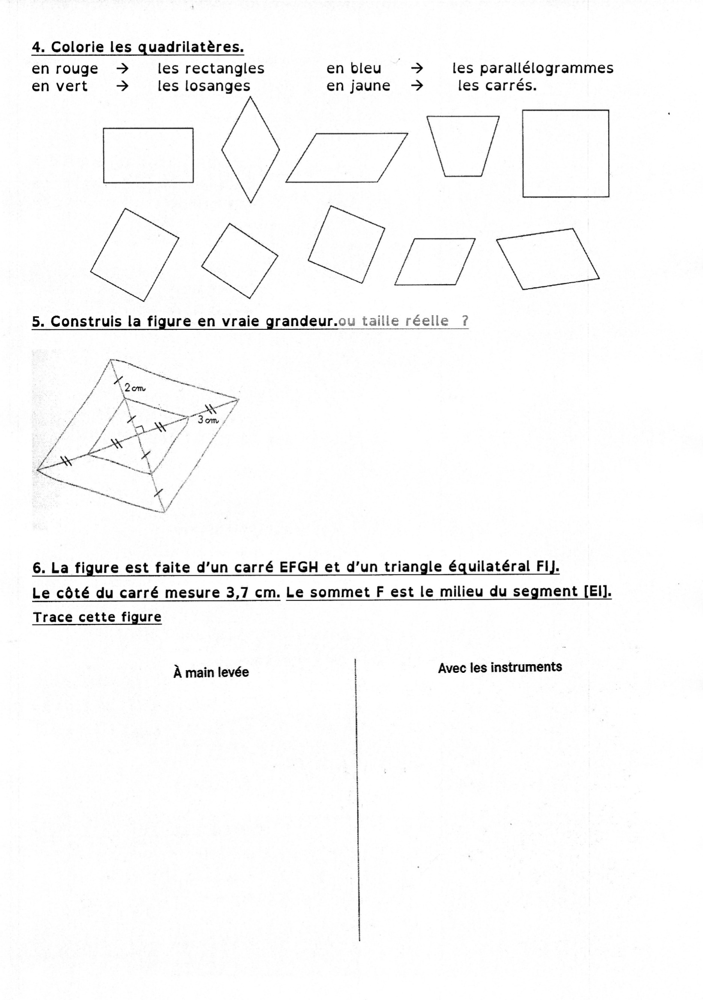 4. Colorie les quadrilatères.
en rouge → les rectangles en bleu → les parallélogrammes
en vert → les losanges en jaune → les carrés.
5. Construis la figure en vraie grandeur.ou taille réelle ?
2 cm
3 cm
6. La figure est faite d'un carré EFGH et d'un triangle équilatéral FIJ.
Le côté du carré mesure 3,7 cm. Le sommet F est le milieu du segment [EI].
Trace cette figure
À main levée
Avec les instruments